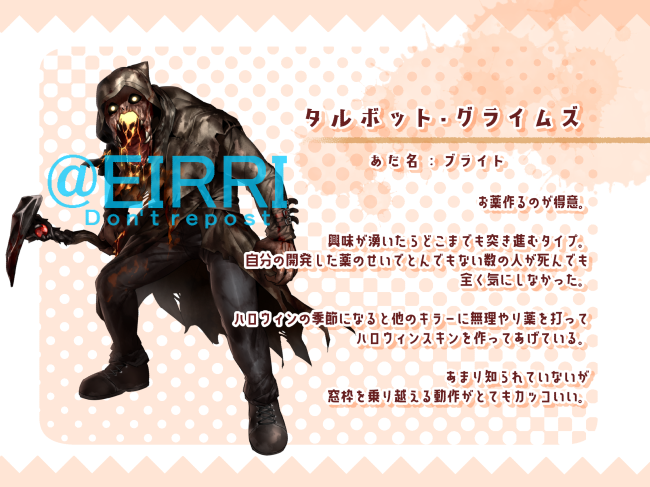 タルボット・グライムズ
あだ名：ブライト
@EIRRI
Don't repost
お薬作るのが得意。
興味が湧いたらどこまでも突き進むタイプ。
自分の開発した薬のせいでとんでもない数の人が死んでも
全く気にしなかった。
ハロウィンの季節になると他のキラーに無理やり薬を打って
ハロウィンスキンを作ってあげている。
あまり知られていないが
窓枠を乗り越える動作がとてもカッコいい。